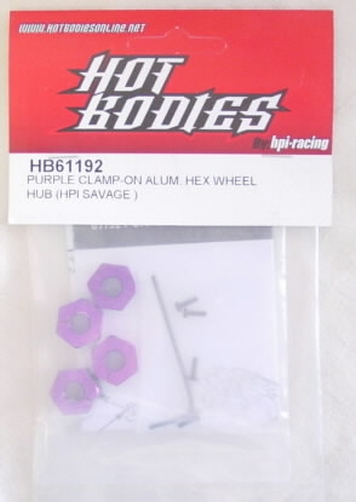 WWW.HOTBODIESONLINE.NET
HOT
BODIES
By hpi-racing
HB61192
PURPLE CLAMP-ON ALUM. HEX WHEEL
HUB (HPI SAVAGE )